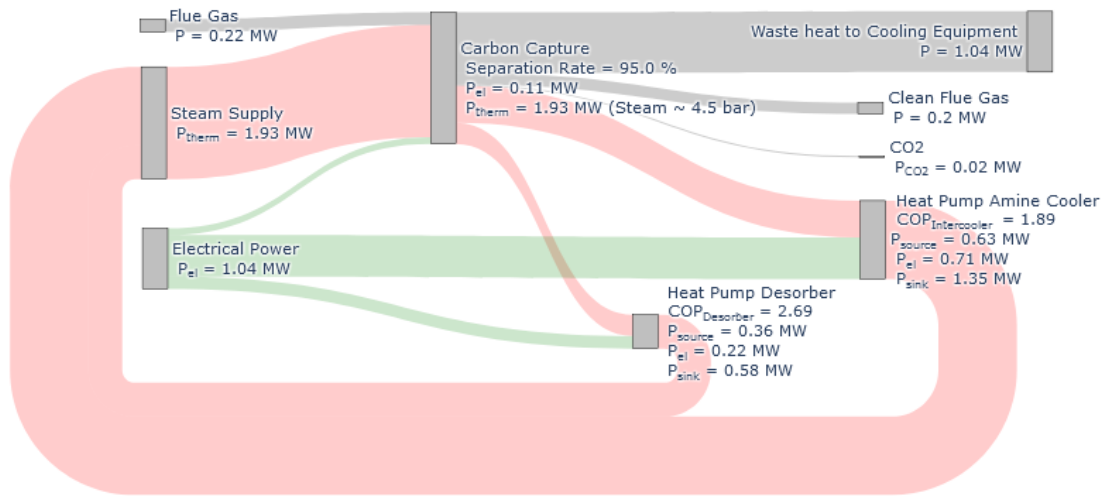 Flue Gas
P = 0.22 MW
Steam Supply
Ptherm = 1.93 MW
Electrical Power
Pel = 1.04 MW
Carbon Capture
Separation Rate = 95.0 %
Pel = 0.11 MW
Ptherm = 1.93 MW (Steam ~ 4.5 bar)
Waste heat to Cooling Equipment
P = 1.04 MW
Clean Flue Gas
P = 0.2 MW
CO2
PCO2 = 0.02 MW
Heat Pump Amine Cooler
COPIntercooler = 1.89
Psource = 0.63 MW
Pel = 0.71 MW
Psink = 1.35 MW
Heat Pump Desorber
COPDesorber = 2.69
Psource = 0.36 MW
Pel = 0.22 MW
Psink = 0.58 MW